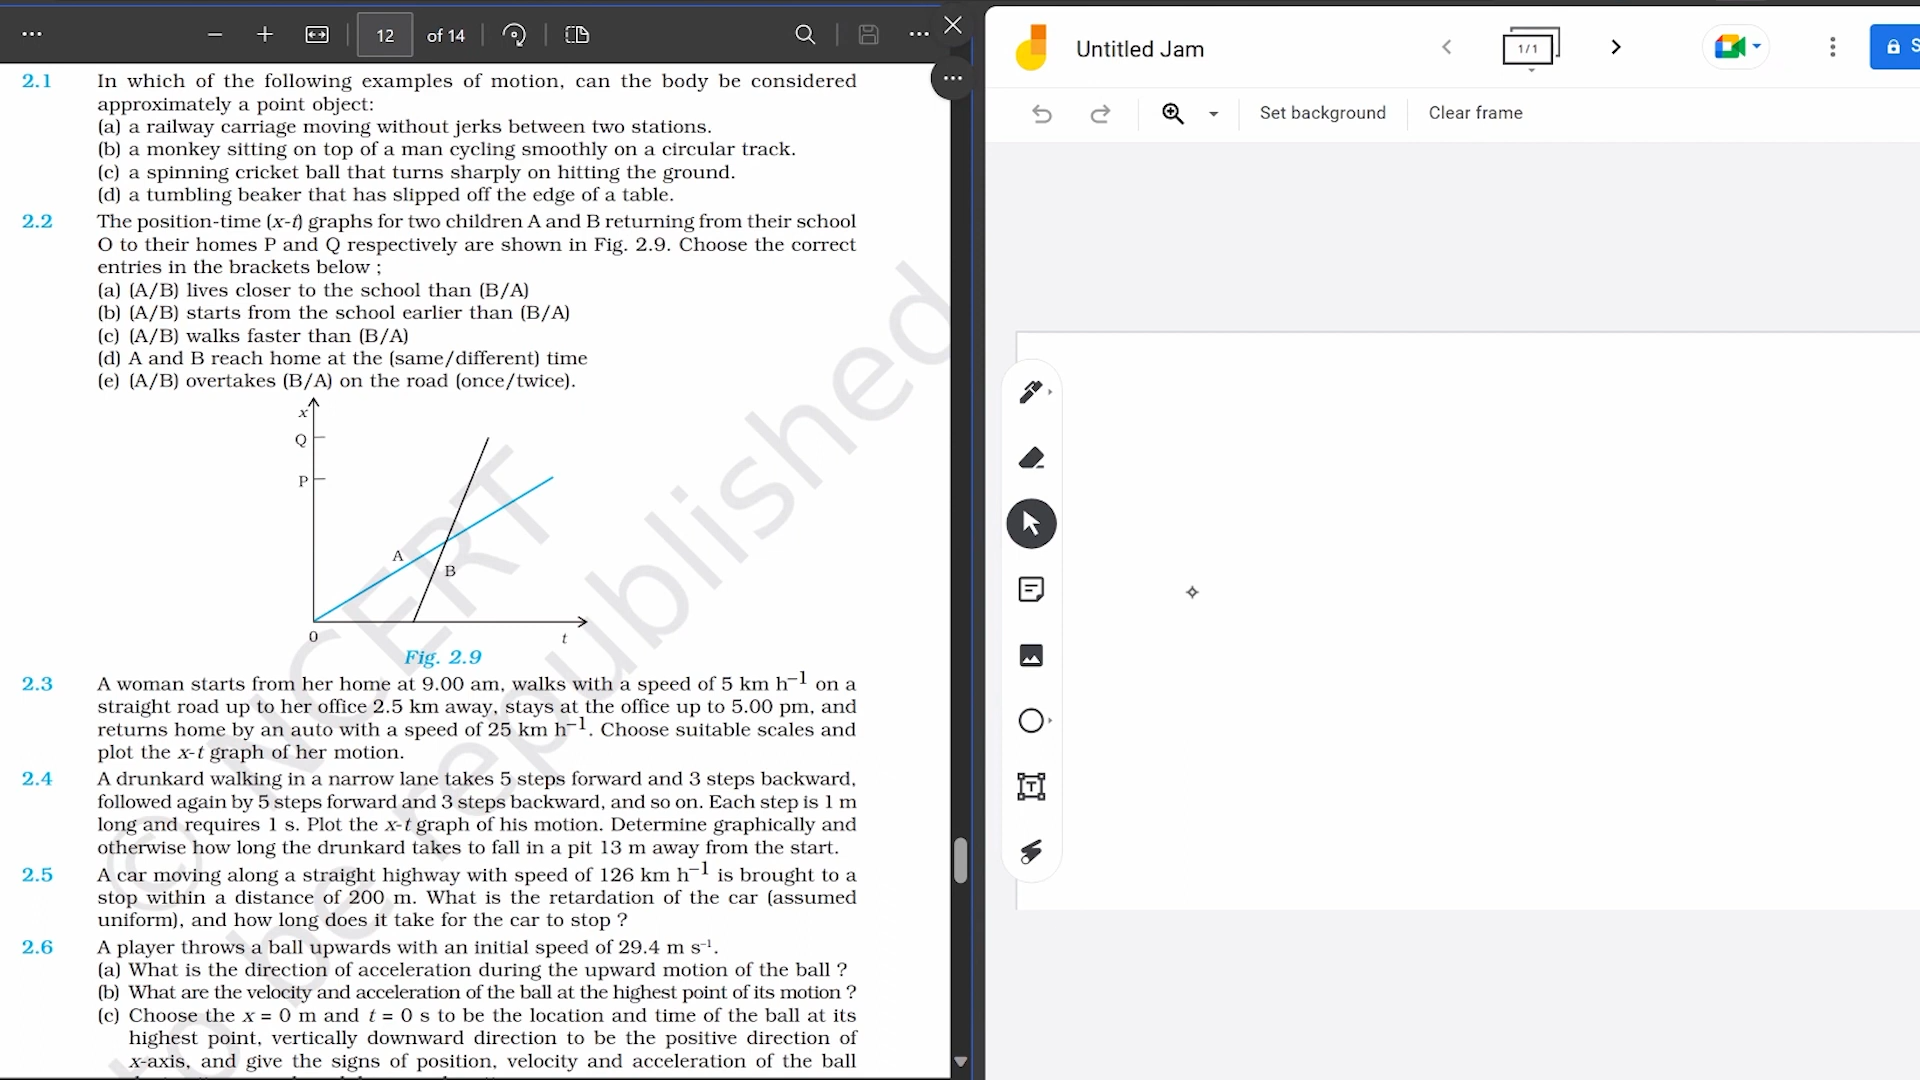 12 of 14
2.1 In which of the following examples of motion, can the body be considered
approximately a point object:
(a) a railway carriage moving without jerks between two stations.
(b) a monkey sitting on top of a man cycling smoothly on a circular track.
(c) a spinning cricket ball that turns sharply on hitting the ground.
(d) a tumbling beaker that has slipped off the edge of a table.
2.2 The position-time (x-t) graphs for two children A and B returning from their school
O to their homes P and Q respectively are shown in Fig. 2.9. Choose the correct
entries in the brackets below ;
(a) (A/B) lives closer to the school than (B/A)
(b) (A/B) starts from the school earlier than (B/A)
(c) (A/B) walks faster than (B/A)
(d) A and B reach home at the (same/different) time
(e) (A/B) overtakes (B/A) on the road (once/twice).
x
Q
P
A
B
0
t
Fig. 2.9
2.3 A woman starts from her home at 9.00 am, walks with a speed of 5 km h–1 on a
straight road up to her office 2.5 km away, stays at the office up to 5.00 pm, and
returns home by an auto with a speed of 25 km h–1. Choose suitable scales and
plot the x-t graph of her motion.
2.4 A drunkard walking in a narrow lane takes 5 steps forward and 3 steps backward,
followed again by 5 steps forward and 3 steps backward, and so on. Each step is 1 m
long and requires 1 s. Plot the x-t graph of his motion. Determine graphically and
otherwise how long the drunkard takes to fall in a pit 13 m away from the start.
2.5 A car moving along a straight highway with speed of 126 km h–1 is brought to a
stop within a distance of 200 m. What is the retardation of the car (assumed
uniform), and how long does it take for the car to stop ?
2.6 A player throws a ball upwards with an initial speed of 29.4 m s–1.
(a) What is the direction of acceleration during the upward motion of the ball ?
(b) What are the velocity and acceleration of the ball at the highest point of its motion ?
(c) Choose the x = 0 m and t = 0 s to be the location and time of the ball at its
highest point, vertically downward direction to be the positive direction of
x-axis, and give the signs of position, velocity and acceleration of the ball
© NCERT
to be republished
Untitled Jam
1/1
S
Set background
Clear frame